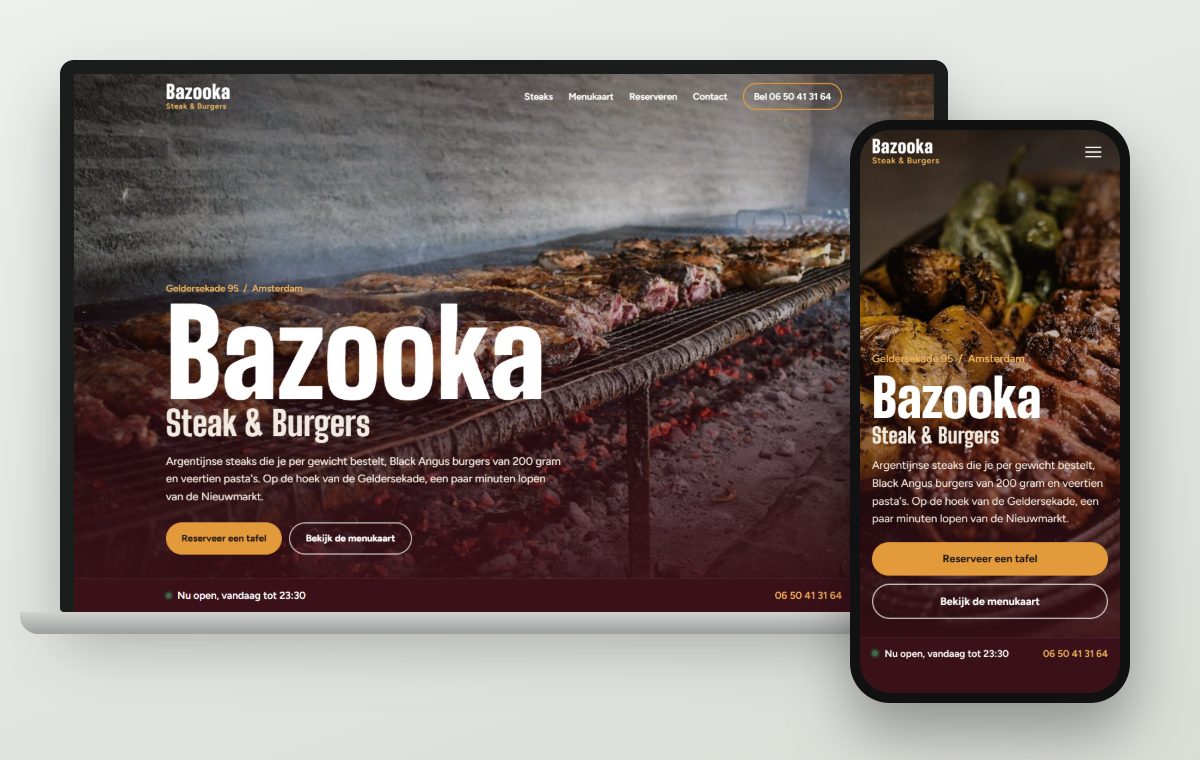 Bazooka
Steak & Burgers
Steaks Menukaart Reserveren Contact Bel 06 50 41 31 64
Geldersekade 95 / Amsterdam
Bazooka
Steak & Burgers
Argentijnse steaks die je per gewicht bestelt, Black Angus burgers van 200 gram
en veertien pasta's. Op de hoek van de Geldersekade, een paar minuten lopen
van de Nieuwmarkt.
Reserveer een tafel Bekijk de menukaart
Nu open, vandaag tot 23:30 06 50 41 31 64
Bazooka
Steak & Burgers
Geldersekade 95 / Amsterdam
Bazooka
Steak & Burgers
Argentijnse steaks die je per gewicht bestelt,
Black Angus burgers van 200 gram en veertien
pasta's. Op de hoek van de Geldersekade, een
paar minuten lopen van de Nieuwmarkt.
Reserveer een tafel
Bekijk de menukaart
Nu open, vandaag tot 23:30 06 50 41 31 64